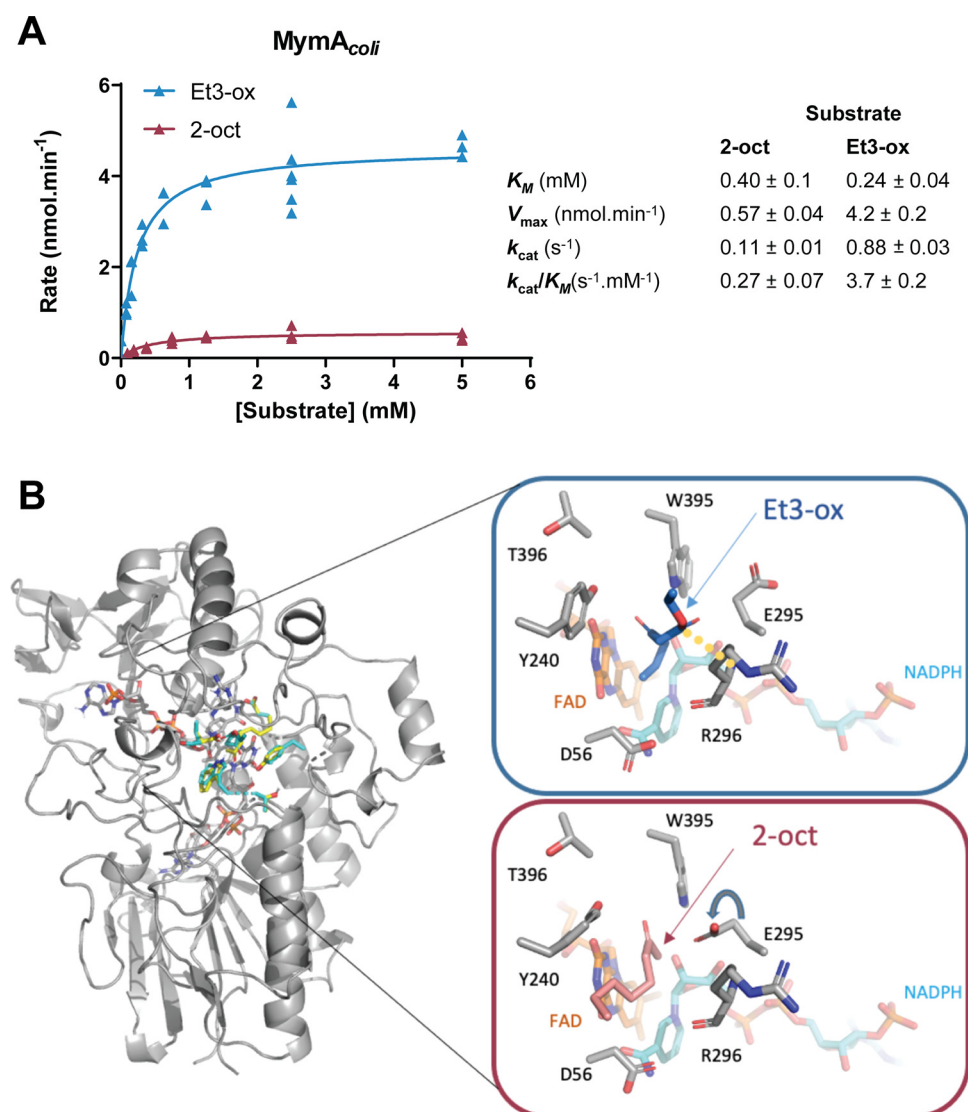 A
MymAcoli
Et3-ox
2-oct
6
4
2
0
Rate (nmol.min-1)
0 1 2 3 4 5 6
[Substrate] (mM)
Substrate
2-oct Et3-ox
KM (mM) 0.40 ± 0.1 0.24 ± 0.04
Vmax (nmol.min-1) 0.57 ± 0.04 4.2 ± 0.2
kcat (s-1) 0.11 ± 0.01 0.88 ± 0.03
kcat/KM(s-1.mM-1) 0.27 ± 0.07 3.7 ± 0.2
B
W395
Et3-ox
T396
E295
Y240
NADPH
FAD
R296
D56
W395
2-oct
T396
E295
Y240
NADPH
FAD
R296
D56